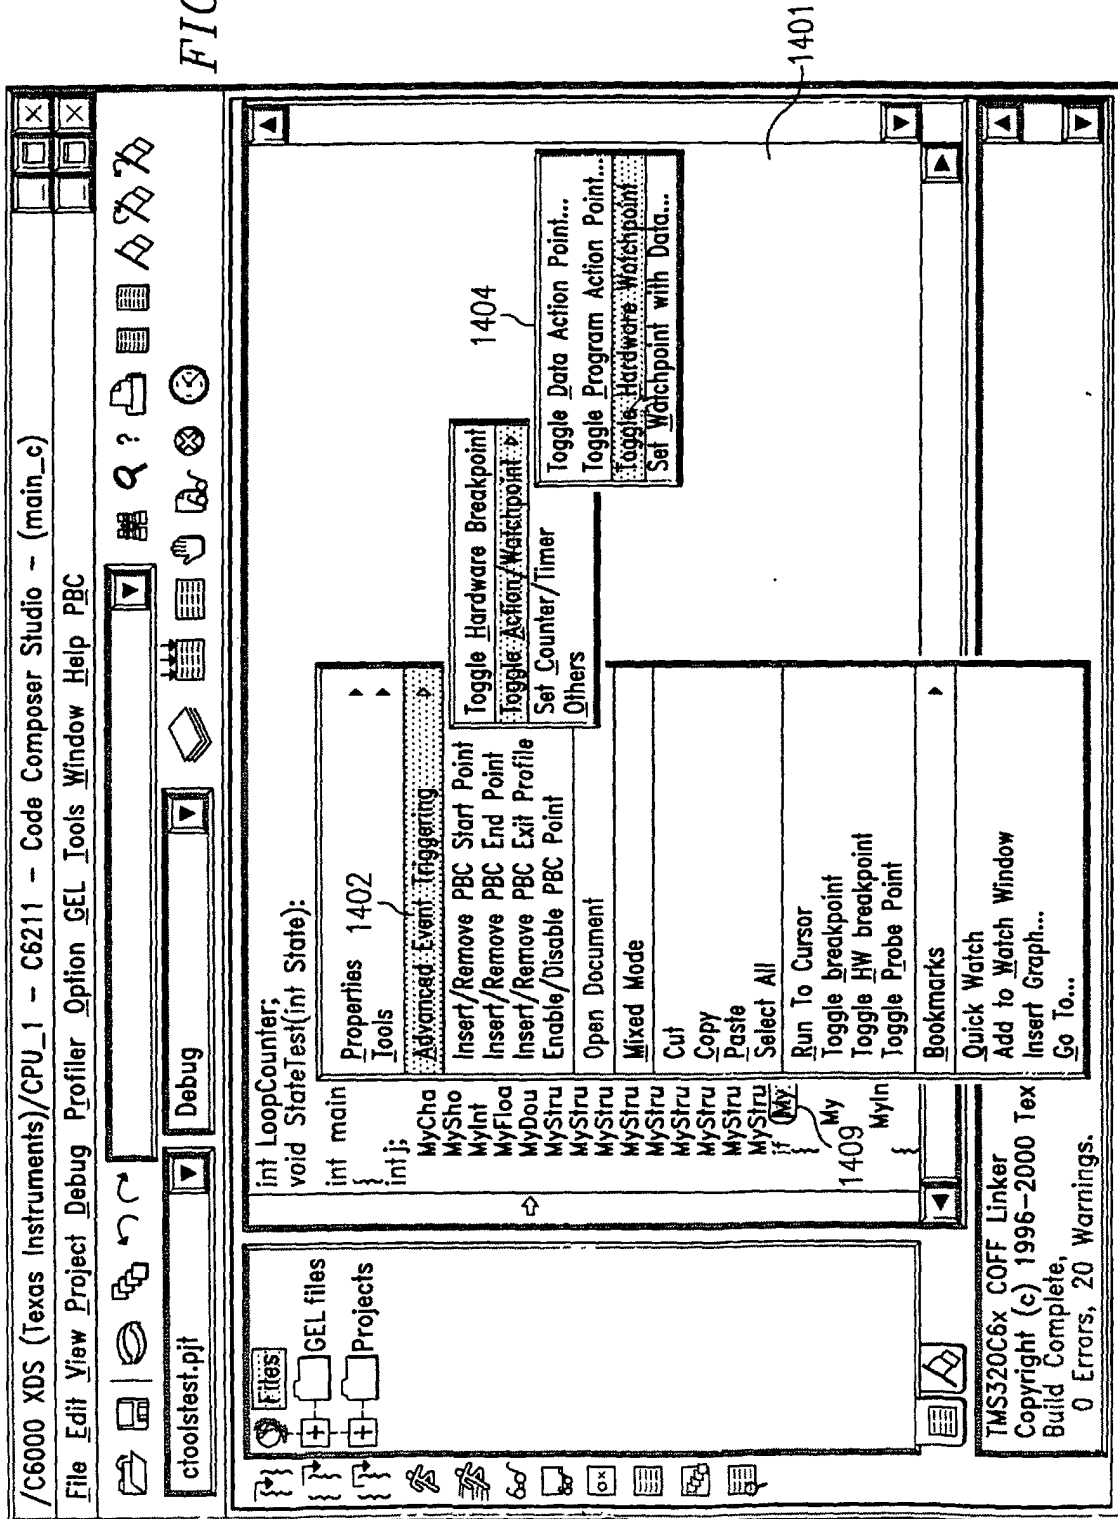 FIG
/C6000 XDS (Texas Instruments)/CPU_1 - C6211 - Code Composer Studio - (main_c)
File Edit View Project Debug Profiler Option GEL Tools Window Help PBC
?
ctoolstest.pjt
Debug
Files
GEL files
Projects
int LoopCounter;
void StateTest(int State):
int main
{
int j;
MyCha
MySho
MyInt
MyFloa
MyDou
MyStru
MyStru
MyStru
MyStru
MyStru
MyStru
MyStru
MyStru
if (My
{
My
MyIn
}
1409
Properties
Tools
1402
Advanced Event Triggering
Insert/Remove PBC Start Point
Insert/Remove PBC End Point
Insert/Remove PBC Exit Profile
Enable/Disable PBC Point
Open Document
Mixed Mode
Cut
Copy
Paste
Select All
Run To Cursor
Toggle breakpoint
Toggle HW breakpoint
Toggle Probe Point
Bookmarks
Quick Watch
Add to Watch Window
Insert Graph...
Go To...
Toggle Hardware Breakpoint
Toggle Action/Watchpoint
Set Counter/Timer
Others
1404
Toggle Data Action Point...
Toggle Program Action Point...
Toggle Hardware Watchpoint
Set Watchpoint with Data...
1401
TMS320C6x COFF Linker
Copyright (c) 1996-2000 Tex
Build Complete,
0 Errors, 20 Warnings.